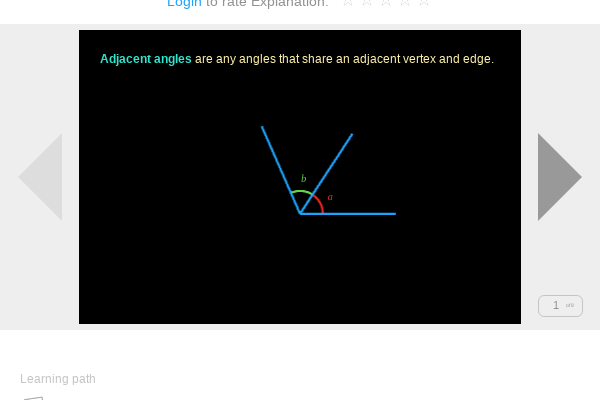 Login to rate Explanation:
Adjacent angles are any angles that share an adjacent vertex and edge.
b
a
1
Learning path